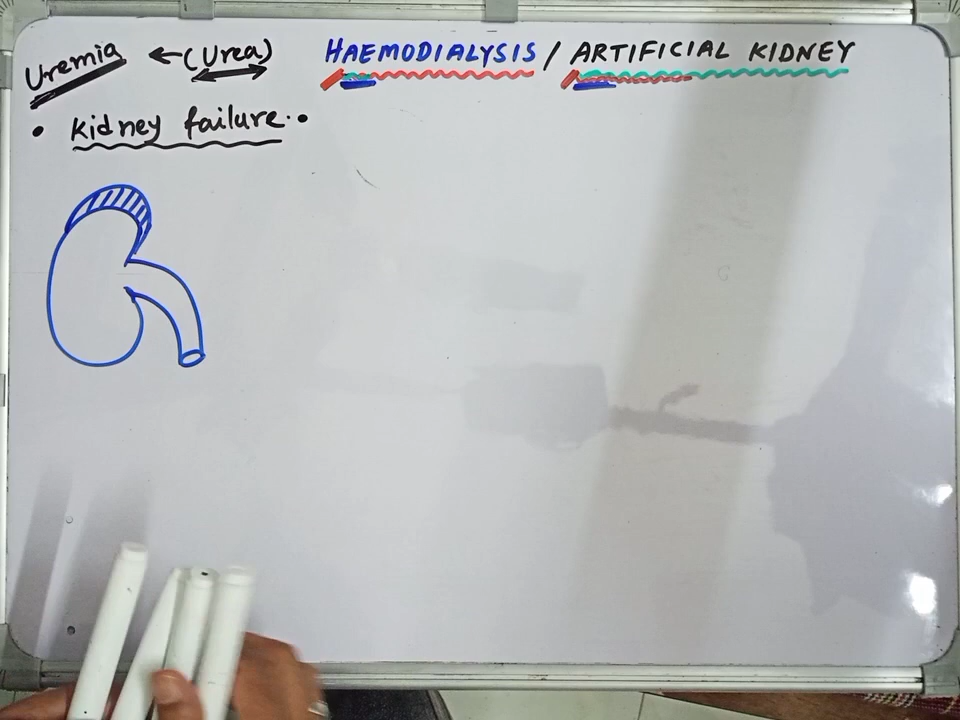 Uremia ←(Urea)
HAEMODIALYSIS / ARTIFICIAL KIDNEY
• Kidney failure.•